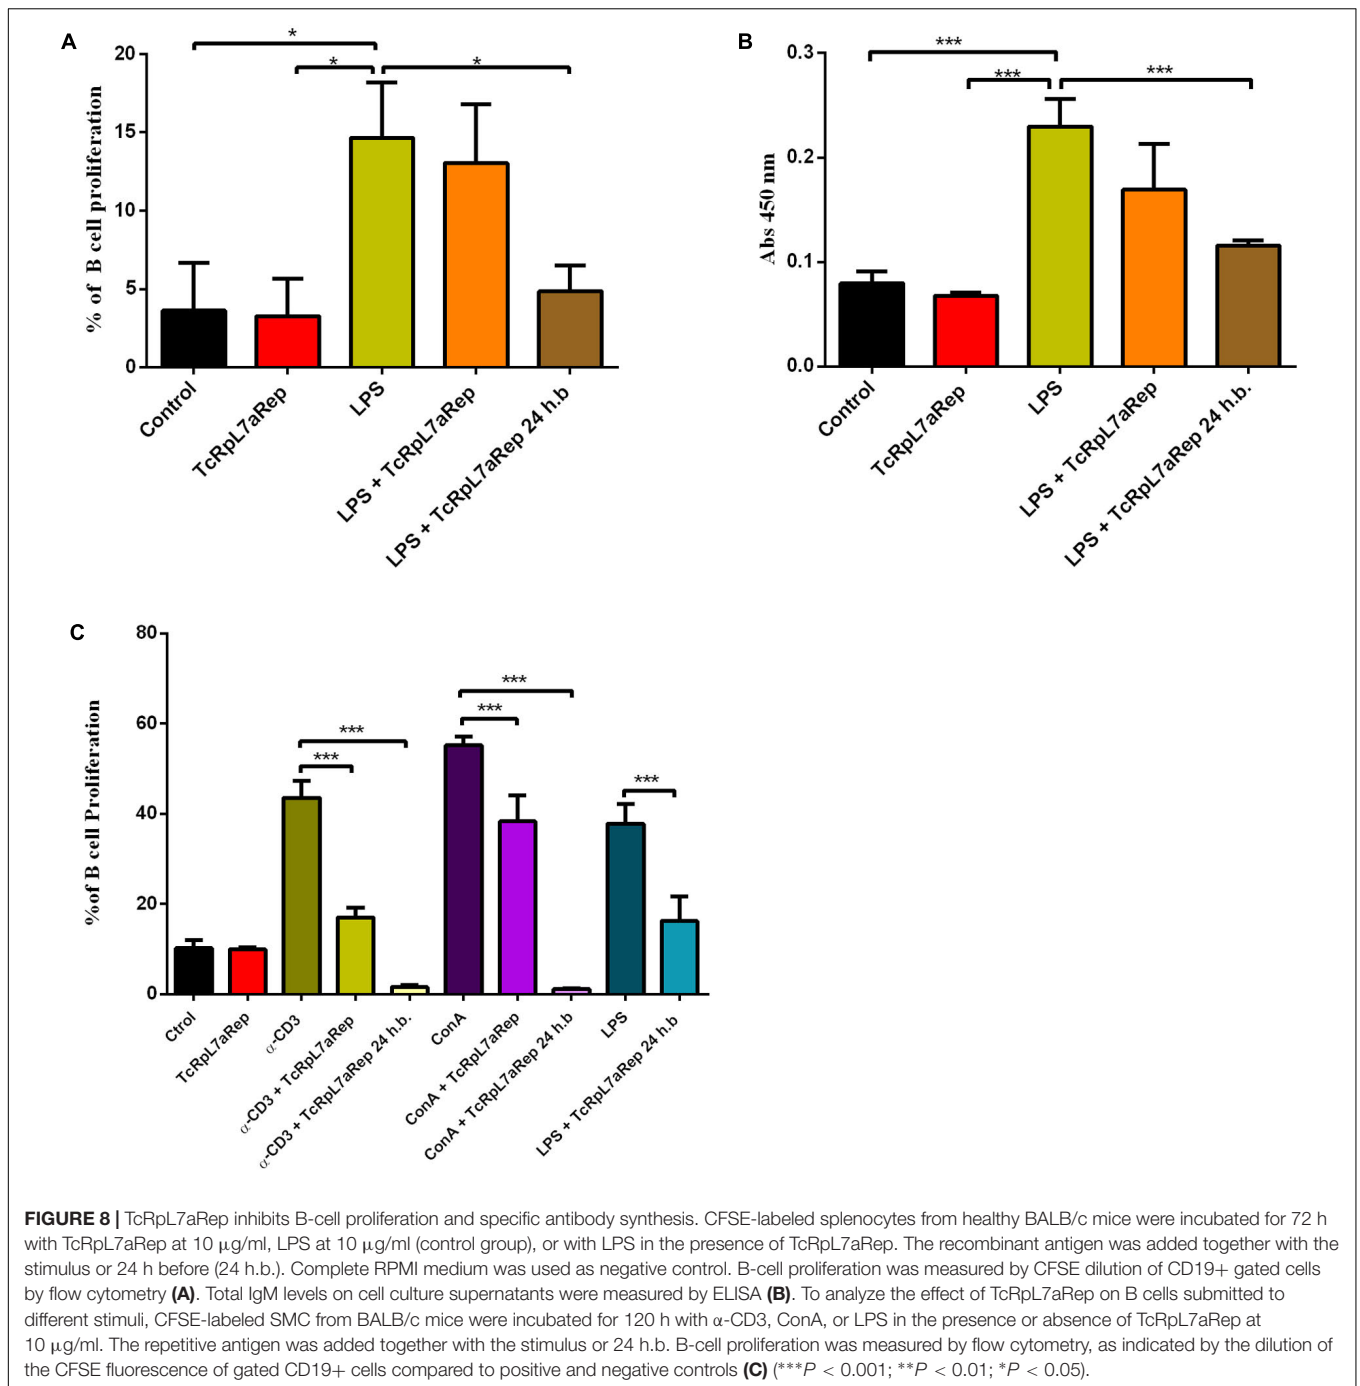 A
20
15
10
5
0
% of B cell proliferation
*
*
*
Control
TcRpL7aRep
LPS
LPS + TcRpL7aRep
LPS + TcRpL7aRep 24 h.b
B
0.3
0.2
0.1
0.0
Abs 450 nm
***
***
***
Control
TcRpL7aRep
LPS
LPS + TcRpL7aRep
LPS + TcRpL7aRep 24 h.b.
C
80
60
40
20
0
%of B cell Proliferation
***
***
***
***
***
Ctrol
TcRpL7aRep
α-CD3
α-CD3 + TcRpL7aRep
α-CD3 + TcRpL7aRep 24 h.b.
ConA
ConA + TcRpL7aRep
ConA + TcRpL7aRep 24 h.b
LPS
LPS + TcRpL7aRep 24 h.b
FIGURE 8 | TcRpL7aRep inhibits B-cell proliferation and specific antibody synthesis. CFSE-labeled splenocytes from healthy BALB/c mice were incubated for 72 h
with TcRpL7aRep at 10 μg/ml, LPS at 10 μg/ml (control group), or with LPS in the presence of TcRpL7aRep. The recombinant antigen was added together with the
stimulus or 24 h before (24 h.b.). Complete RPMI medium was used as negative control. B-cell proliferation was measured by CFSE dilution of CD19+ gated cells
by flow cytometry (A). Total IgM levels on cell culture supernatants were measured by ELISA (B). To analyze the effect of TcRpL7aRep on B cells submitted to
different stimuli, CFSE-labeled SMC from BALB/c mice were incubated for 120 h with α-CD3, ConA, or LPS in the presence or absence of TcRpL7aRep at
10 μg/ml. The repetitive antigen was added together with the stimulus or 24 h.b. B-cell proliferation was measured by flow cytometry, as indicated by the dilution of
the CFSE fluorescence of gated CD19+ cells compared to positive and negative controls (C) (***P < 0.001; **P < 0.01; *P < 0.05).